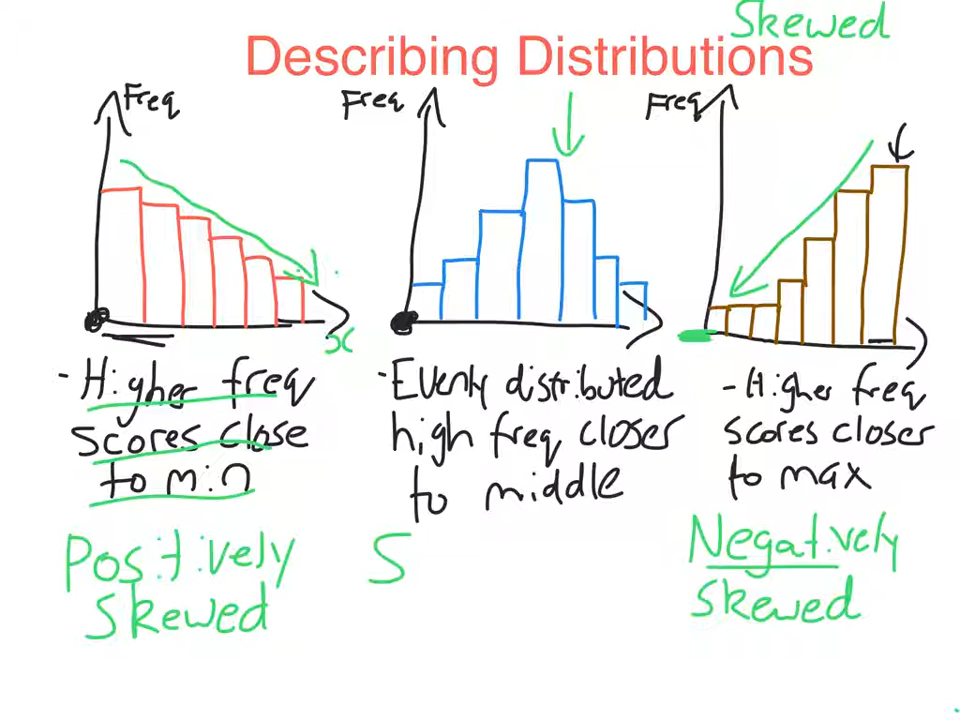 Skewed
Describing Distributions
Freq
Freq
Freq
x
- Higher freq
scores close
to min
- Evenly distributed
high freq closer
to middle
- Higher freq
scores closer
to max
Positively
skewed
S
Negatively
skewed